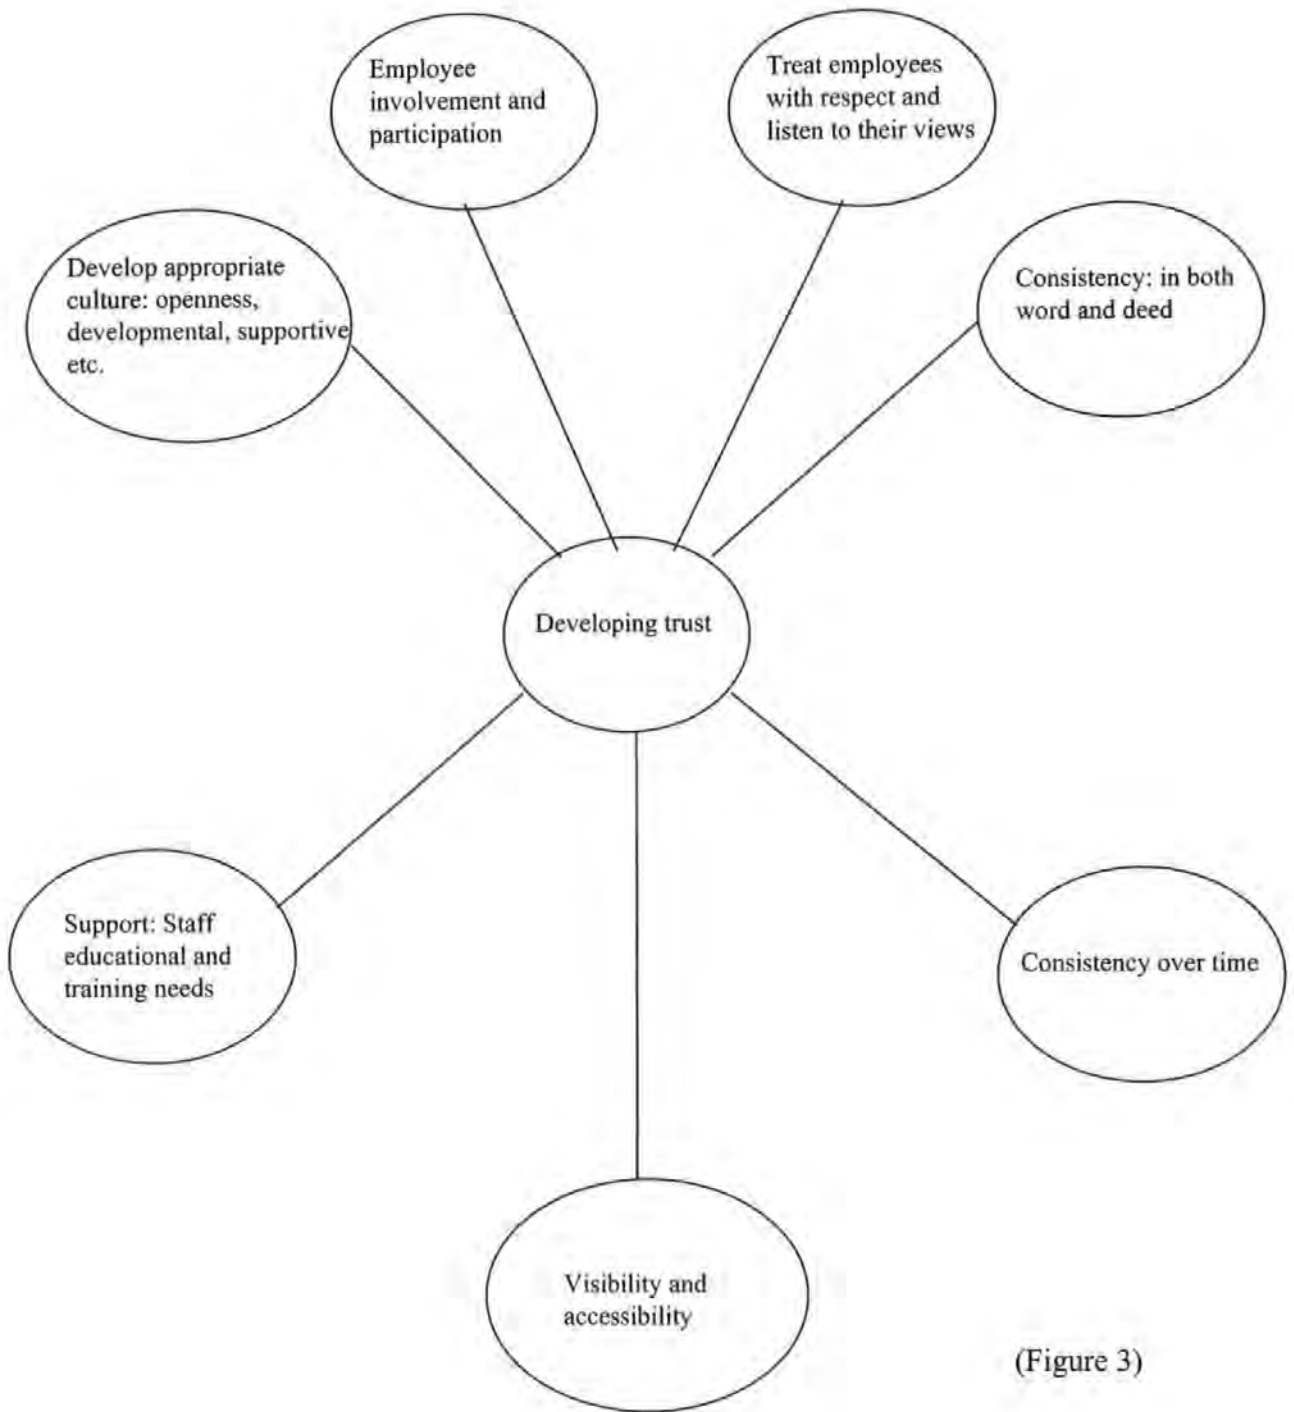 Employee
involvement and
participation
Treat employees
with respect and
listen to their views
Develop appropriate
culture: openness,
developmental, supportive
etc.
Consistency: in both
word and deed
Developing trust
Support: Staff
educational and
training needs
Consistency over time
Visibility and
accessibility
(Figure 3)